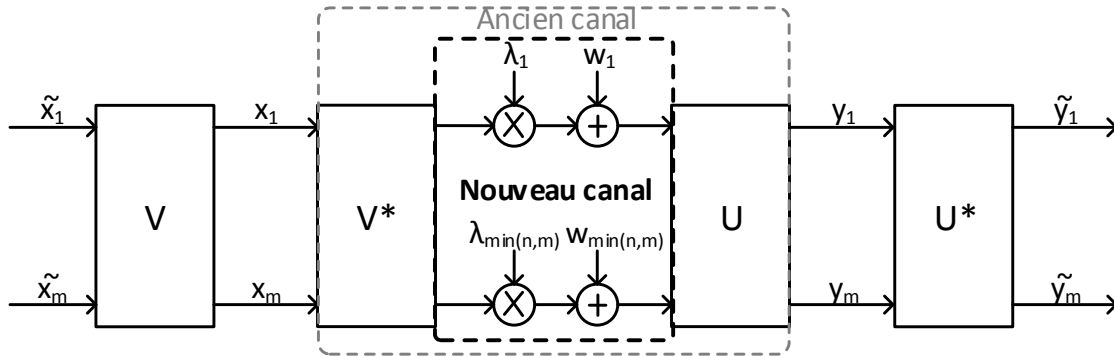 Ancien canal
λ1 w1
x̃1 x1 y1 ỹ1
V V* Nouveau canal U U*
λmin(n,m) wmin(n,m)
x̃m xm ym ỹm